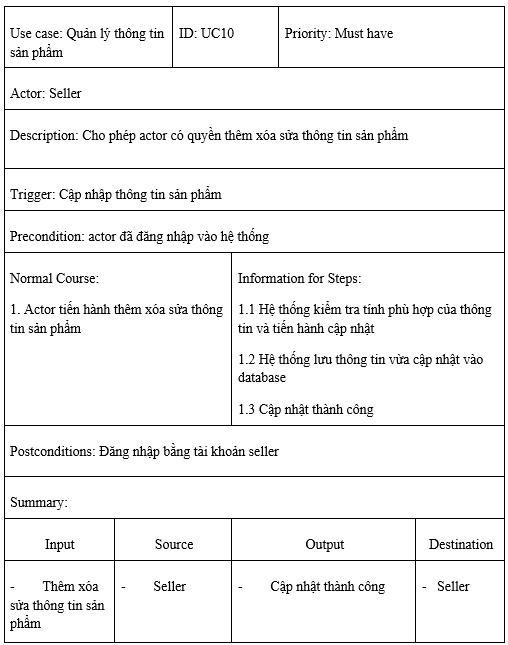 Use case: Quản lý thông tin
sản phẩm
ID: UC10
Priority: Must have
Actor: Seller
Description: Cho phép actor có quyền thêm xóa sửa thông tin sản phẩm
Trigger: Cập nhập thông tin sản phẩm
Precondition: actor đã đăng nhập vào hệ thống
Normal Course:
1. Actor tiến hành thêm xóa sửa thông
tin sản phẩm
Information for Steps:
1.1 Hệ thống kiểm tra tính phù hợp của thông
tin và tiến hành cập nhật
1.2 Hệ thống lưu thông tin vừa cập nhật vào
database
1.3 Cập nhật thành công
Postconditions: Đăng nhập bằng tài khoản seller
Summary:
Input
Source
Output
Destination
- Thêm xóa
sửa thông tin sản
phẩm
- Seller
- Cập nhật thành công
- Seller